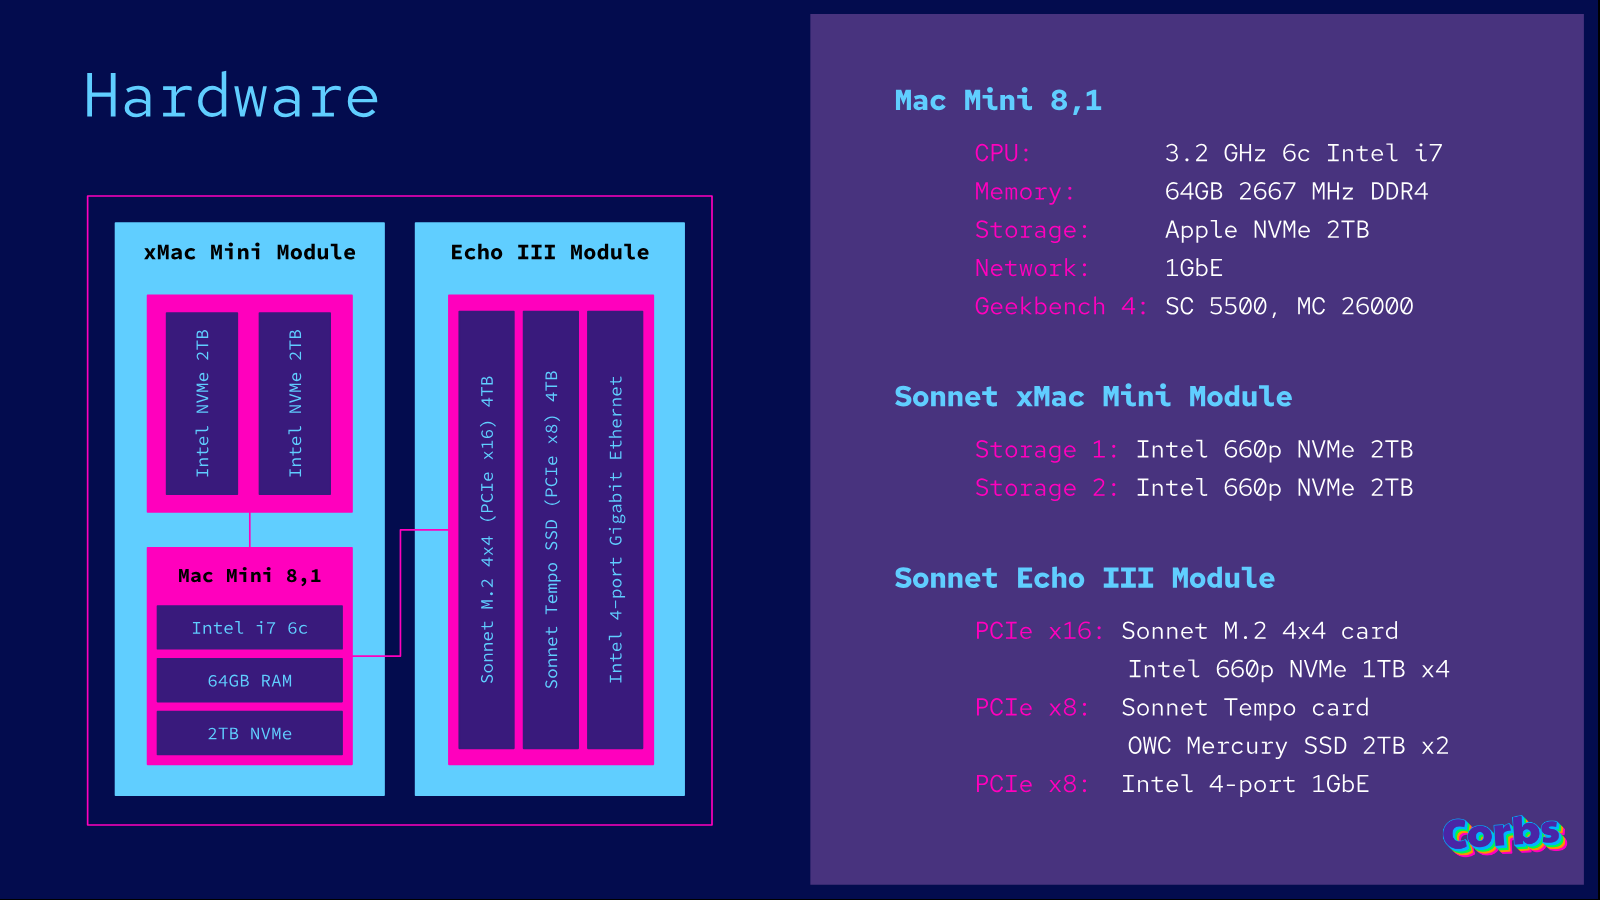 Hardware
xMac Mini Module
Intel NVMe 2TB
Intel NVMe 2TB
Mac Mini 8,1
Intel i7 6c
64GB RAM
2TB NVMe
Echo III Module
Sonnet M.2 4x4 (PCIe x16) 4TB
Sonnet Tempo SSD (PCIe x8) 4TB
Intel 4-port Gigabit Ethernet
Mac Mini 8,1
CPU: 3.2 GHz 6c Intel i7
Memory: 64GB 2667 MHz DDR4
Storage: Apple NVMe 2TB
Network: 1GbE
Geekbench 4: SC 5500, MC 26000
Sonnet xMac Mini Module
Storage 1: Intel 660p NVMe 2TB
Storage 2: Intel 660p NVMe 2TB
Sonnet Echo III Module
PCIe x16: Sonnet M.2 4x4 card
Intel 660p NVMe 1TB x4
PCIe x8: Sonnet Tempo card
OWC Mercury SSD 2TB x2
PCIe x8: Intel 4-port 1GbE
Corbs